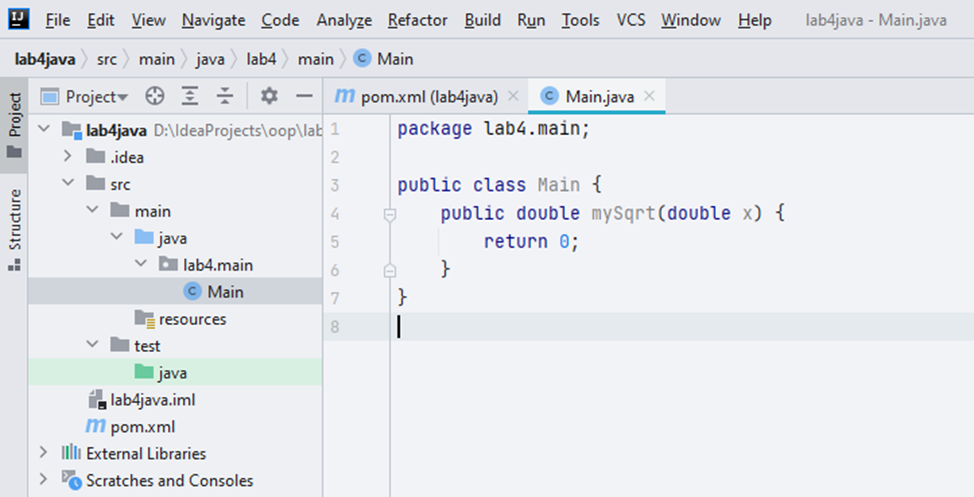 IJ File Edit View Navigate Code Analyze Refactor Build Run Tools VCS Window Help lab4java - Main.java
lab4java src main java lab4 main C Main
Project
Structure
Project
lab4java D:\IdeaProjects\oop\lab
.idea
src
main
java
lab4.main
C Main
resources
test
java
lab4java.iml
m pom.xml
External Libraries
Scratches and Consoles
m pom.xml (lab4java) C Main.java
1 package lab4.main;
2
3 public class Main {
4 public double mySqrt(double x) {
5 return 0;
6 }
7 }
8